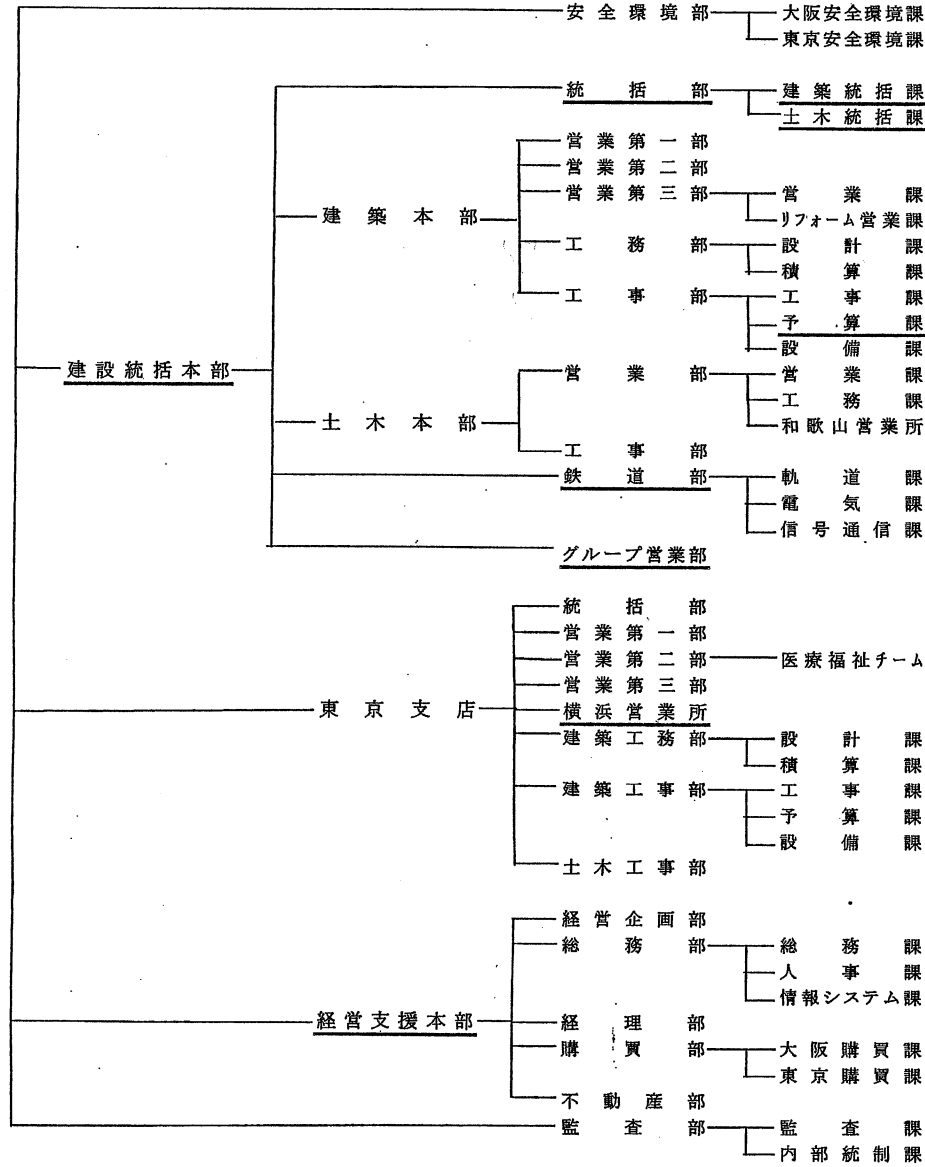 安全環境部 大阪安全環境課
東京安全環境課
統括部 建築統括課
土木統括課
営業第一部
営業第二部
営業第三部 営業課
建築本部 リフォーム営業課
工務部 設計課
積算課
工事部 工事課
予算課
設備課
建設統括本部 営業部 営業課
工務課
土木本部 和歌山営業所
工事部
鉄道部 軌道課
電気課
信号通信課
グループ営業部
統括部
営業第一部
営業第二部 医療福祉チーム
営業第三部
東京支店 横浜営業所
建築工務部 設計課
積算課
建築工事部 工事課
予算課
設備課
土木工事部
経営企画部
総務部 総務課
人事課
情報システム課
経営支援本部 経理部
購買部 大阪購買課
東京購買課
不動産部
監査部 監査課
内部統制課